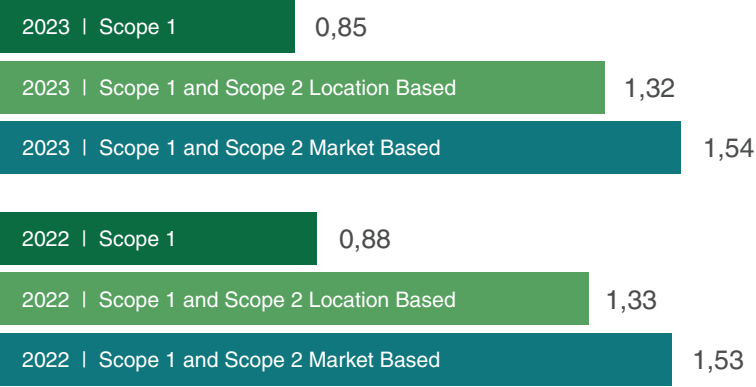 2023 | Scope 1 0,85
2023 | Scope 1 and Scope 2 Location Based 1,32
2023 | Scope 1 and Scope 2 Market Based 1,54
2022 | Scope 1 0,88
2022 | Scope 1 and Scope 2 Location Based 1,33
2022 | Scope 1 and Scope 2 Market Based 1,53